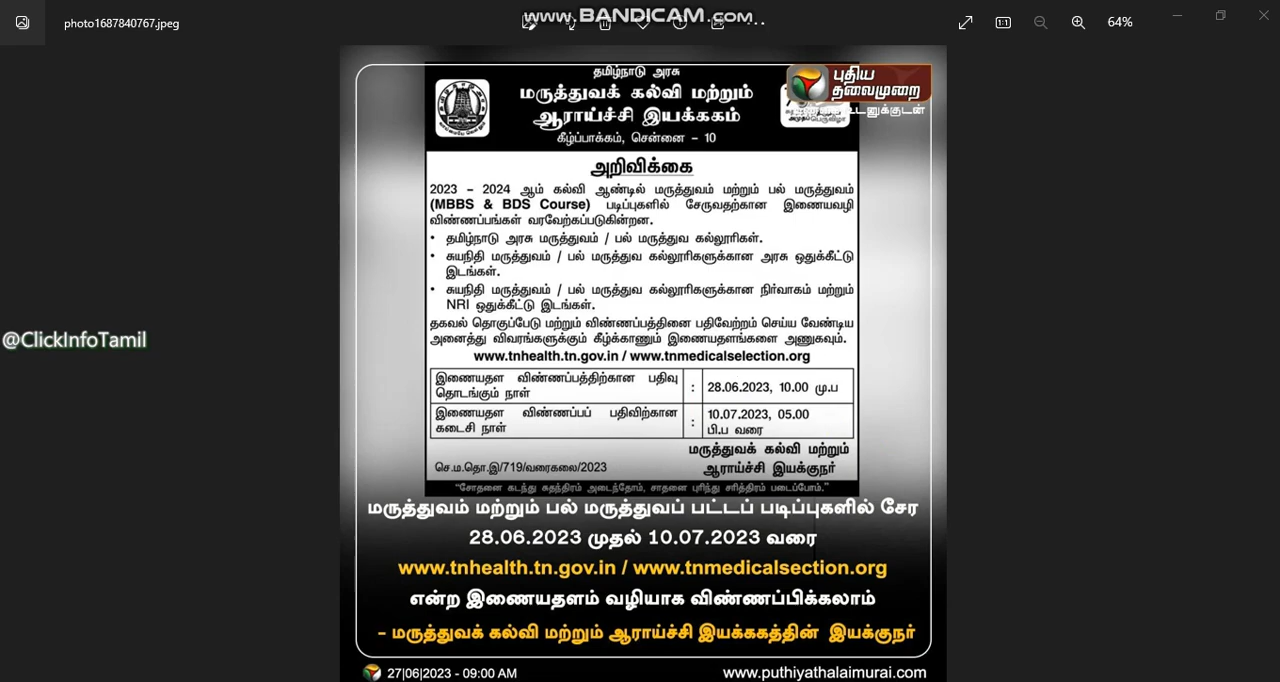 photo1687840767.jpeg
www.BANDICAM.com
64%
தமிழ்நாடு அரசு
மருத்துவக் கல்வி மற்றும்
ஆராய்ச்சி இயக்ககம்
கீழ்ப்பாக்கம், சென்னை - 10
புதிய
தலைமுறை
அறிவிக்கை
2023 - 2024 ஆம் கல்வி ஆண்டில் மருத்துவம் மற்றும் பல் மருத்துவம்
(MBBS & BDS Course) படிப்புகளில் சேருவதற்கான இணையவழி
விண்ணப்பங்கள் வரவேற்கப்படுகின்றன.
• தமிழ்நாடு அரசு மருத்துவம் / பல் மருத்துவ கல்லூரிகள்.
• சுயநிதி மருத்துவம் / பல் மருத்துவ கல்லூரிகளுக்கான அரசு ஒதுக்கீட்டு
இடங்கள்.
• சுயநிதி மருத்துவம் / பல் மருத்துவ கல்லூரிகளுக்கான நிர்வாகம் மற்றும்
NRI ஒதுக்கீட்டு இடங்கள்.
தகவல் தொகுப்பேடு மற்றும் விண்ணப்பத்தினை பதிவேற்றம் செய்ய வேண்டிய
அனைத்து விவரங்களுக்கும் கீழ்க்காணும் இணையதளங்களை அணுகவும்.
www.tnhealth.tn.gov.in / www.tnmedicalselection.org
@ClickInfoTamil
இணையதள விண்ணப்பத்திற்கான பதிவு : 28.06.2023, 10.00 மு.ப
தொடங்கும் நாள்
இணையதள விண்ணப்பப் பதிவிற்கான : 10.07.2023, 05.00
கடைசி நாள் பி.ப வரை
மருத்துவக் கல்வி மற்றும்
செ.ம.தொ.இ/719/வரைகலை/2023 ஆராய்ச்சி இயக்குநர்
"சோதனை கடந்து சுதந்திரம் அடைந்தோம், சாதனை புரிந்து சரித்திரம் படைப்போம்."
மருத்துவம் மற்றும் பல் மருத்துவப் பட்டப் படிப்புகளில் சேர
28.06.2023 முதல் 10.07.2023 வரை
www.tnhealth.tn.gov.in / www.tnmedicalsection.org
என்ற இணையதளம் வழியாக விண்ணப்பிக்கலாம்
- மருத்துவக் கல்வி மற்றும் ஆராய்ச்சி இயக்ககத்தின் இயக்குநர்
27|06|2023 - 09:00 AM
www.puthiyathalaimurai.com